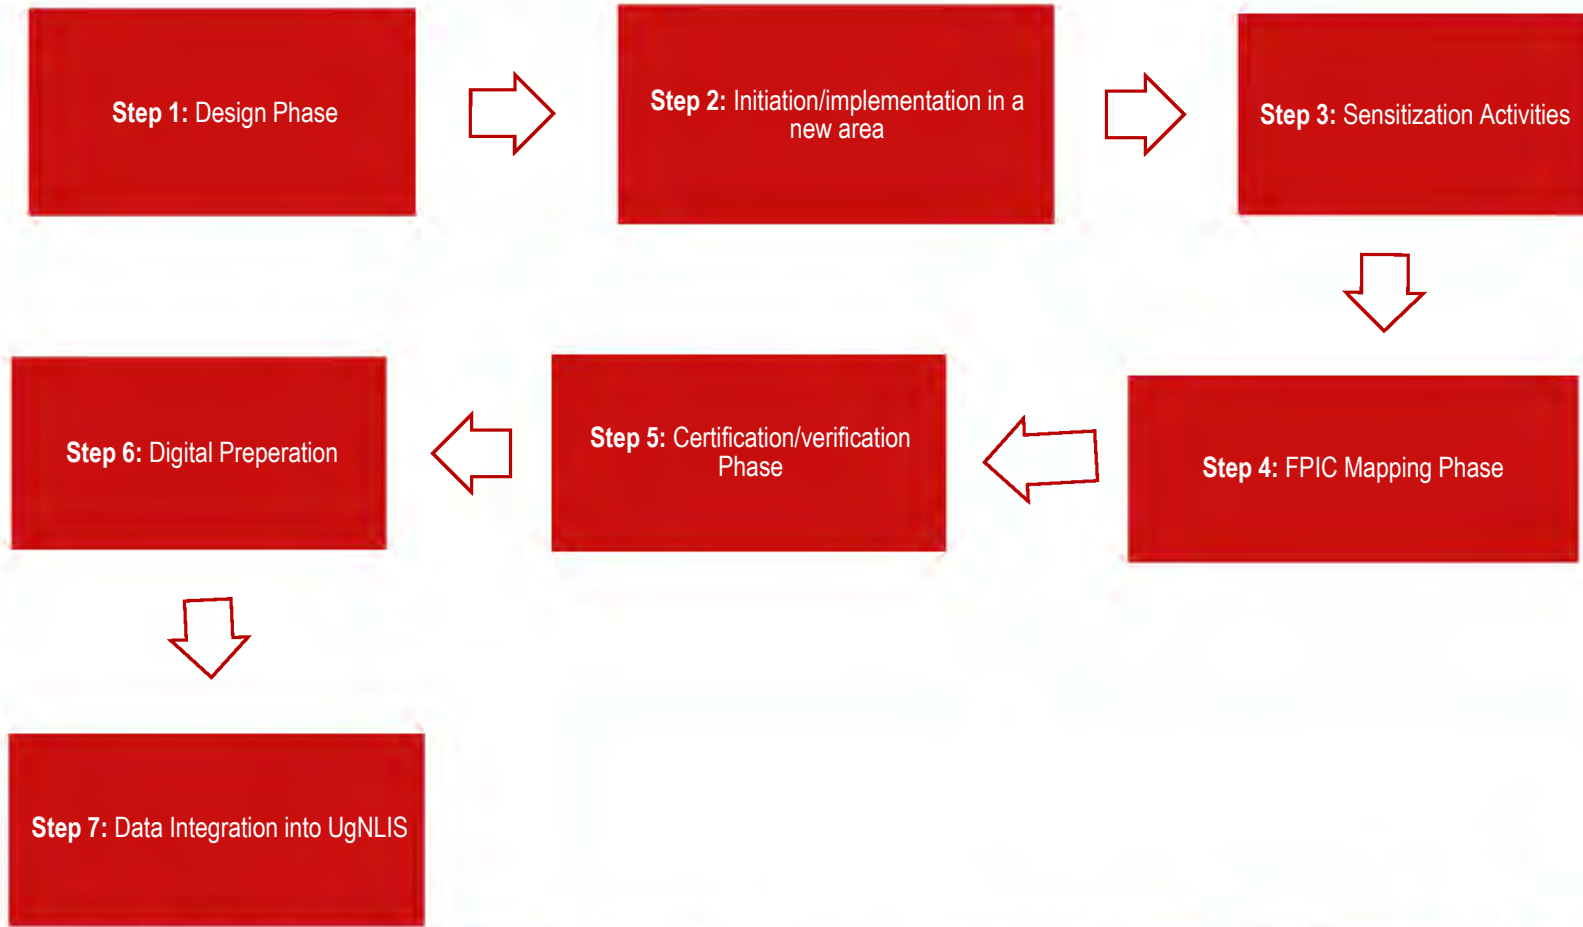 Step 1: Design Phase
Step 2: Initiation/implementation in a
new area
Step 3: Sensitization Activities
Step 4: FPIC Mapping Phase
Step 5: Certification/verification
Phase
Step 6: Digital Preperation
Step 7: Data Integration into UgNLIS